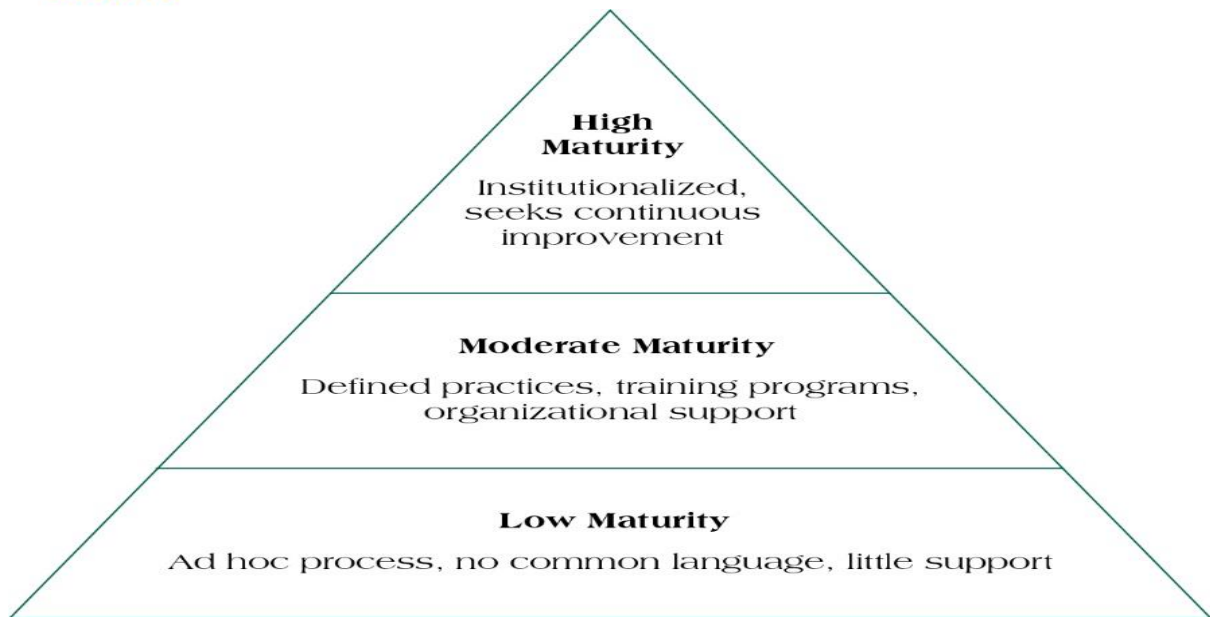 High
Maturity
Institutionalized,
seeks continuous
improvement
Moderate Maturity
Defined practices, training programs,
organizational support
Low Maturity
Ad hoc process, no common language, little support